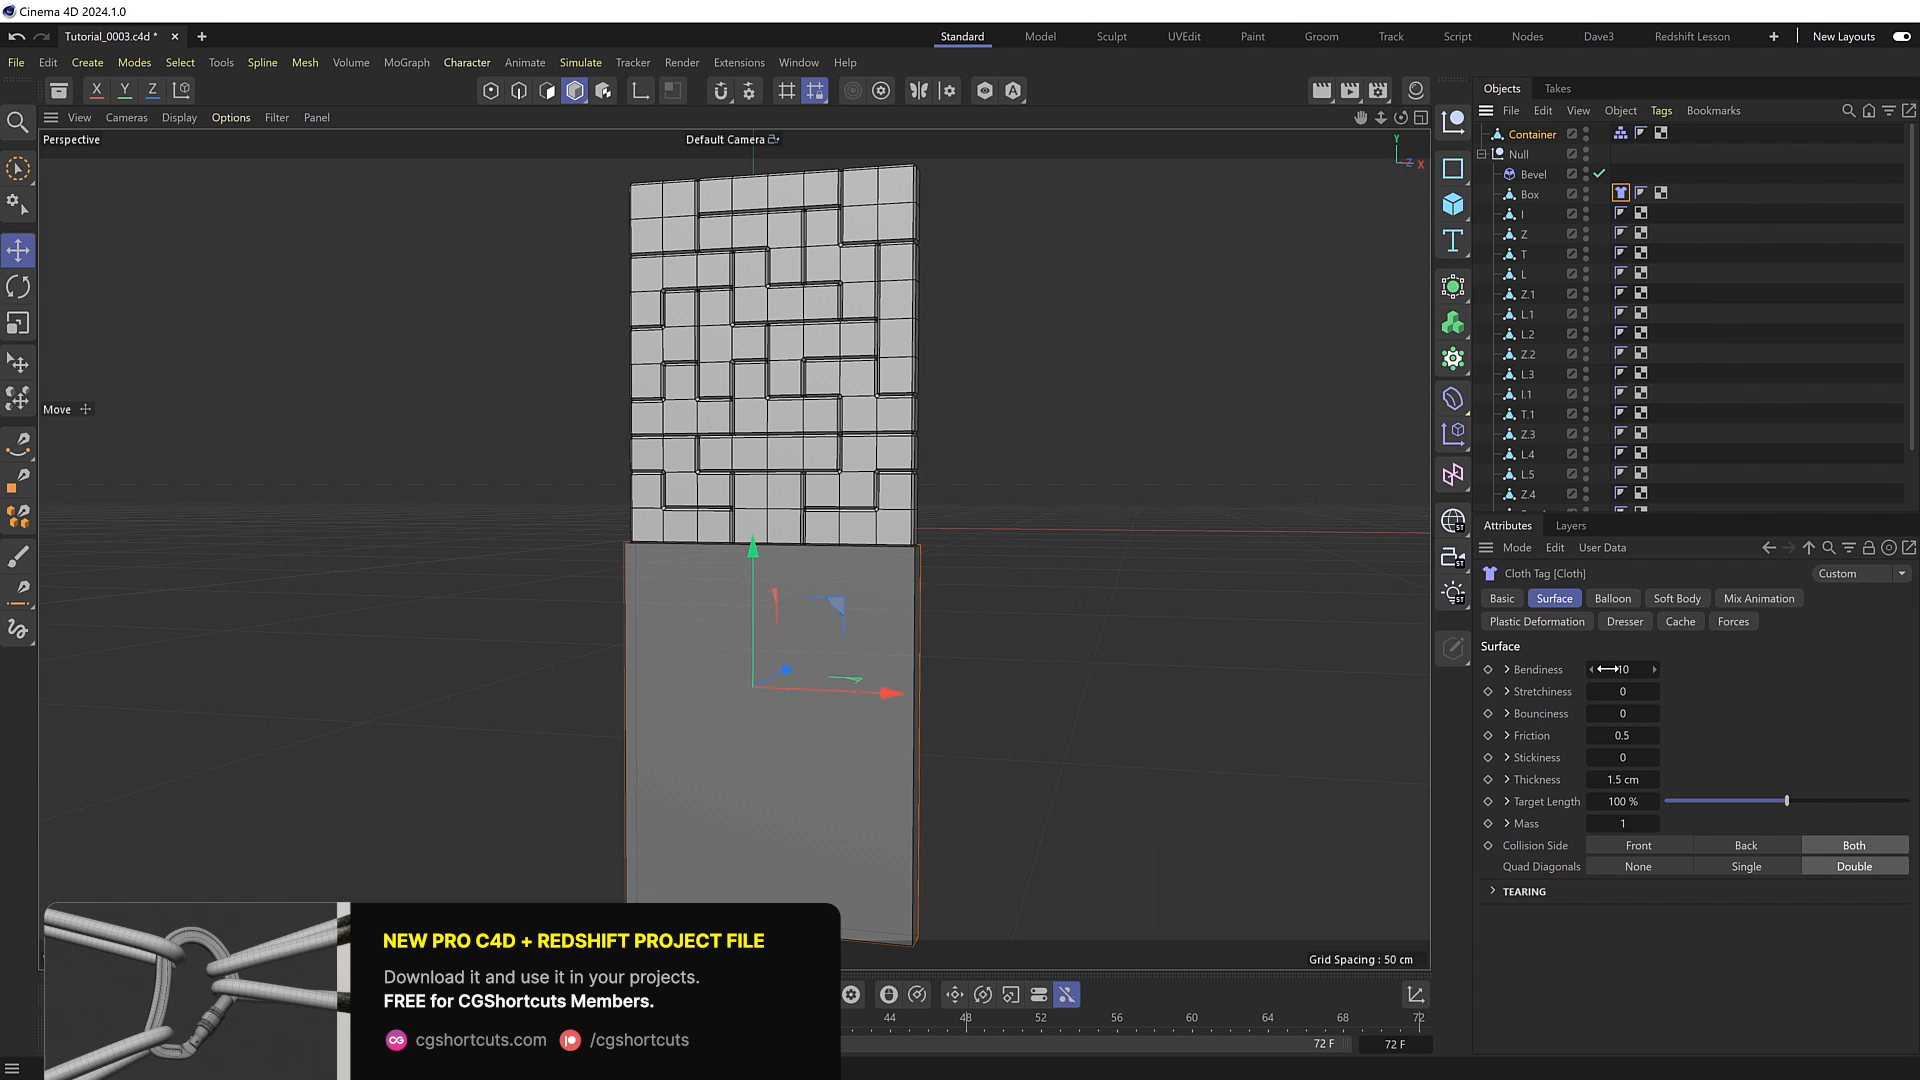 Cinema 4D 2024.1.0
Tutorial_0003.c4d *
Standard
Model
Sculpt
UVEdit
Paint
Groom
Track
Script
Nodes
Dave3
Redshift Lesson
New Layouts
File
Edit
Create
Modes
Select
Tools
Spline
Mesh
Volume
MoGraph
Character
Animate
Simulate
Tracker
Render
Extensions
Window
Help
X
Y
Z
Objects
Takes
View
Cameras
Display
Options
Filter
Panel
File
Edit
View
Object
Tags
Bookmarks
Perspective
Default Camera
Y
Z
X
Container
Null
Bevel
Box
I
Z
T
L
Z.1
L.1
L.2
Z.2
L.3
I.1
T.1
Z.3
L.4
L.5
Z.4
Move
ST
ST
ST
Attributes
Layers
Mode
Edit
User Data
Cloth Tag [Cloth]
Custom
Basic
Surface
Balloon
Soft Body
Mix Animation
Plastic Deformation
Dresser
Cache
Forces
Surface
Bendiness 10
Stretchiness 0
Bounciness 0
Friction 0.5
Stickiness 0
Thickness 1.5 cm
Target Length 100 %
Mass 1
Collision Side Front Back Both
Quad Diagonals None Single Double
TEARING
Grid Spacing : 50 cm
44 48 52 56 60 64 68 72
72 F
72 F
NEW PRO C4D + REDSHIFT PROJECT FILE
Download it and use it in your projects.
FREE for CGShortcuts Members.
CG cgshortcuts.com /cgshortcuts